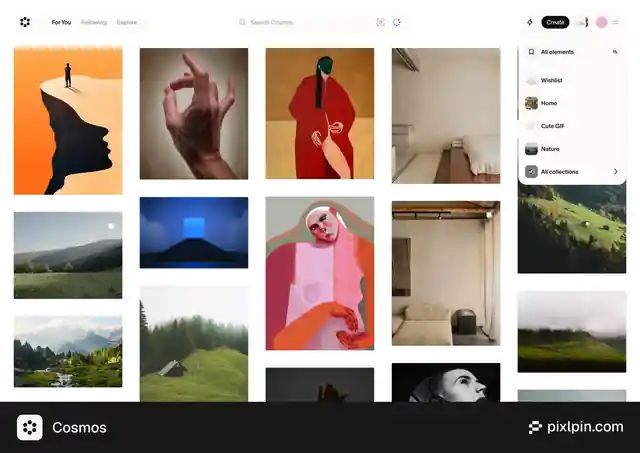 For You Following Explore
Search Cosmos
Create
All elements
Wishlist
Home
Cute GIF
Nature
All collections
Cosmos
pixlpin.com